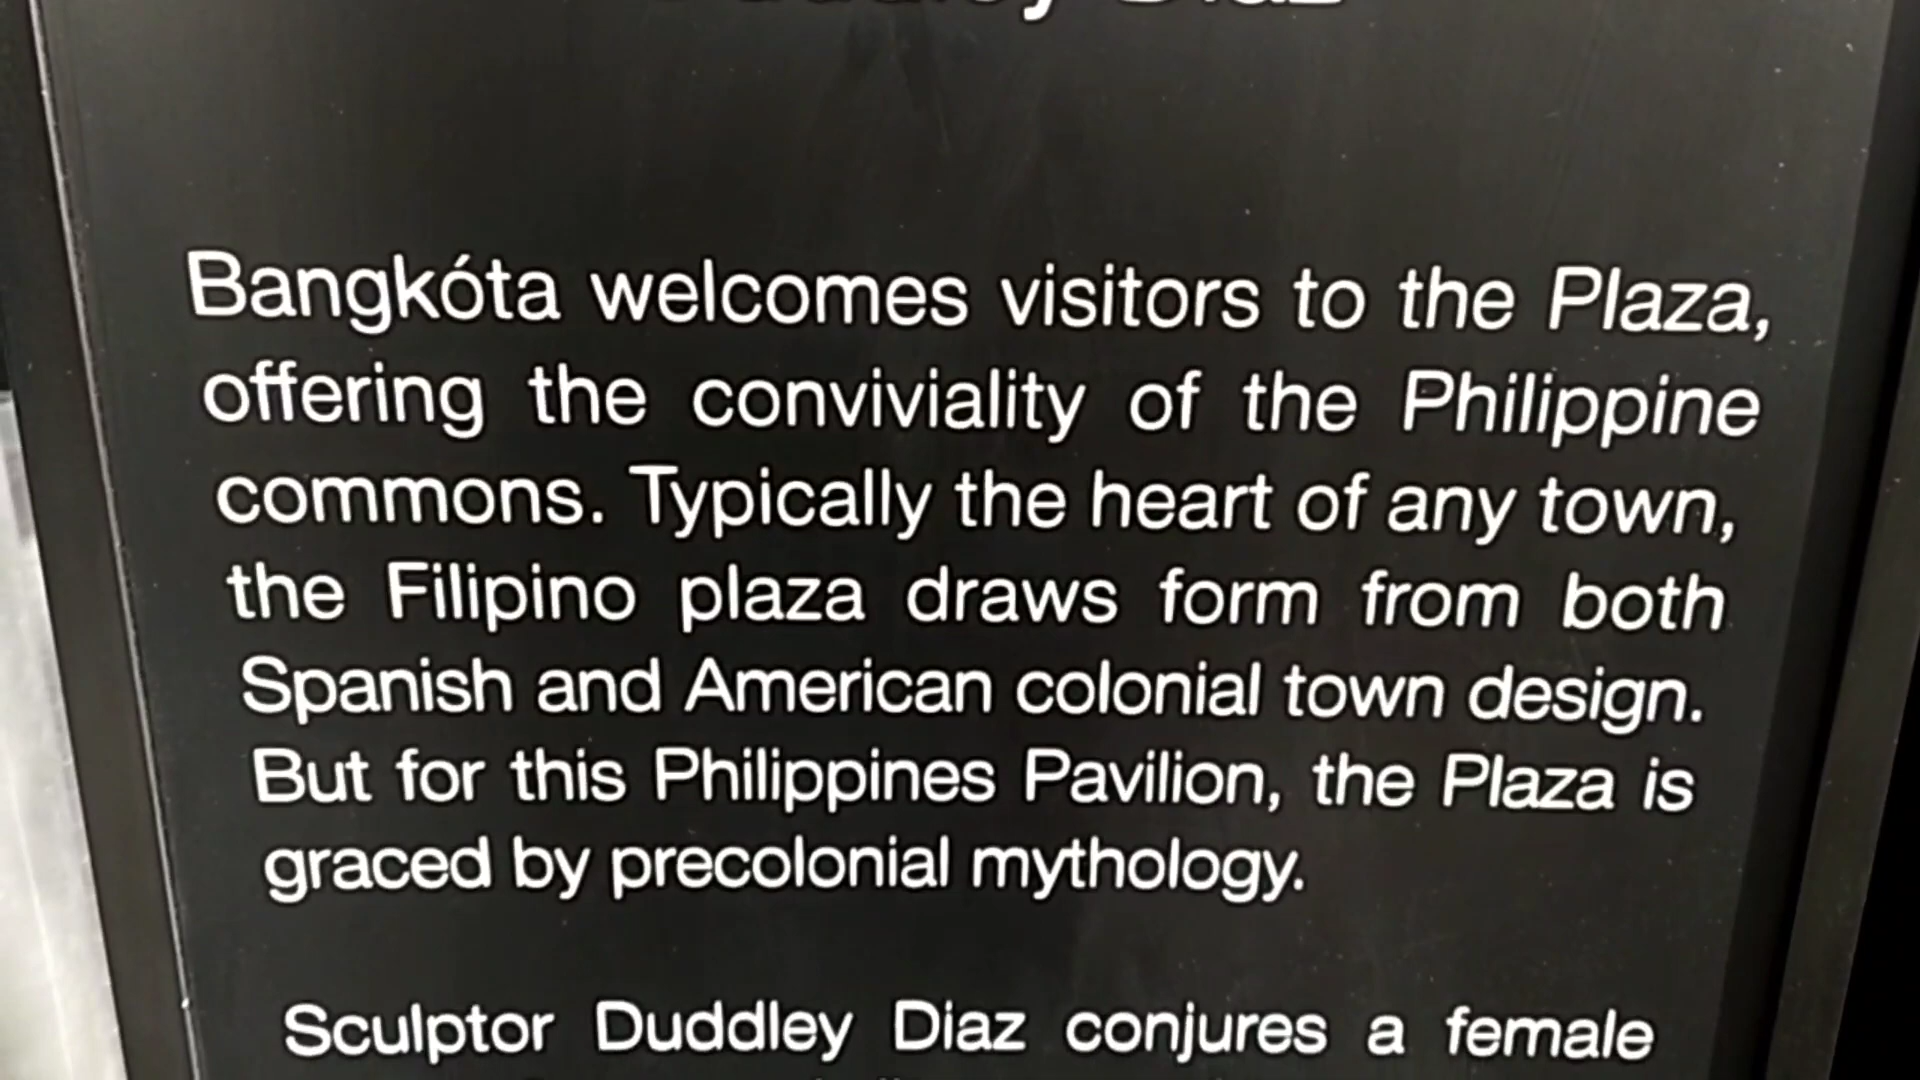 Duddley Diaz
Bangkóta welcomes visitors to the Plaza,
offering the conviviality of the Philippine
commons. Typically the heart of any town,
the Filipino plaza draws form from both
Spanish and American colonial town design.
But for this Philippines Pavilion, the Plaza is
graced by precolonial mythology.
Sculptor Duddley Diaz conjures a female